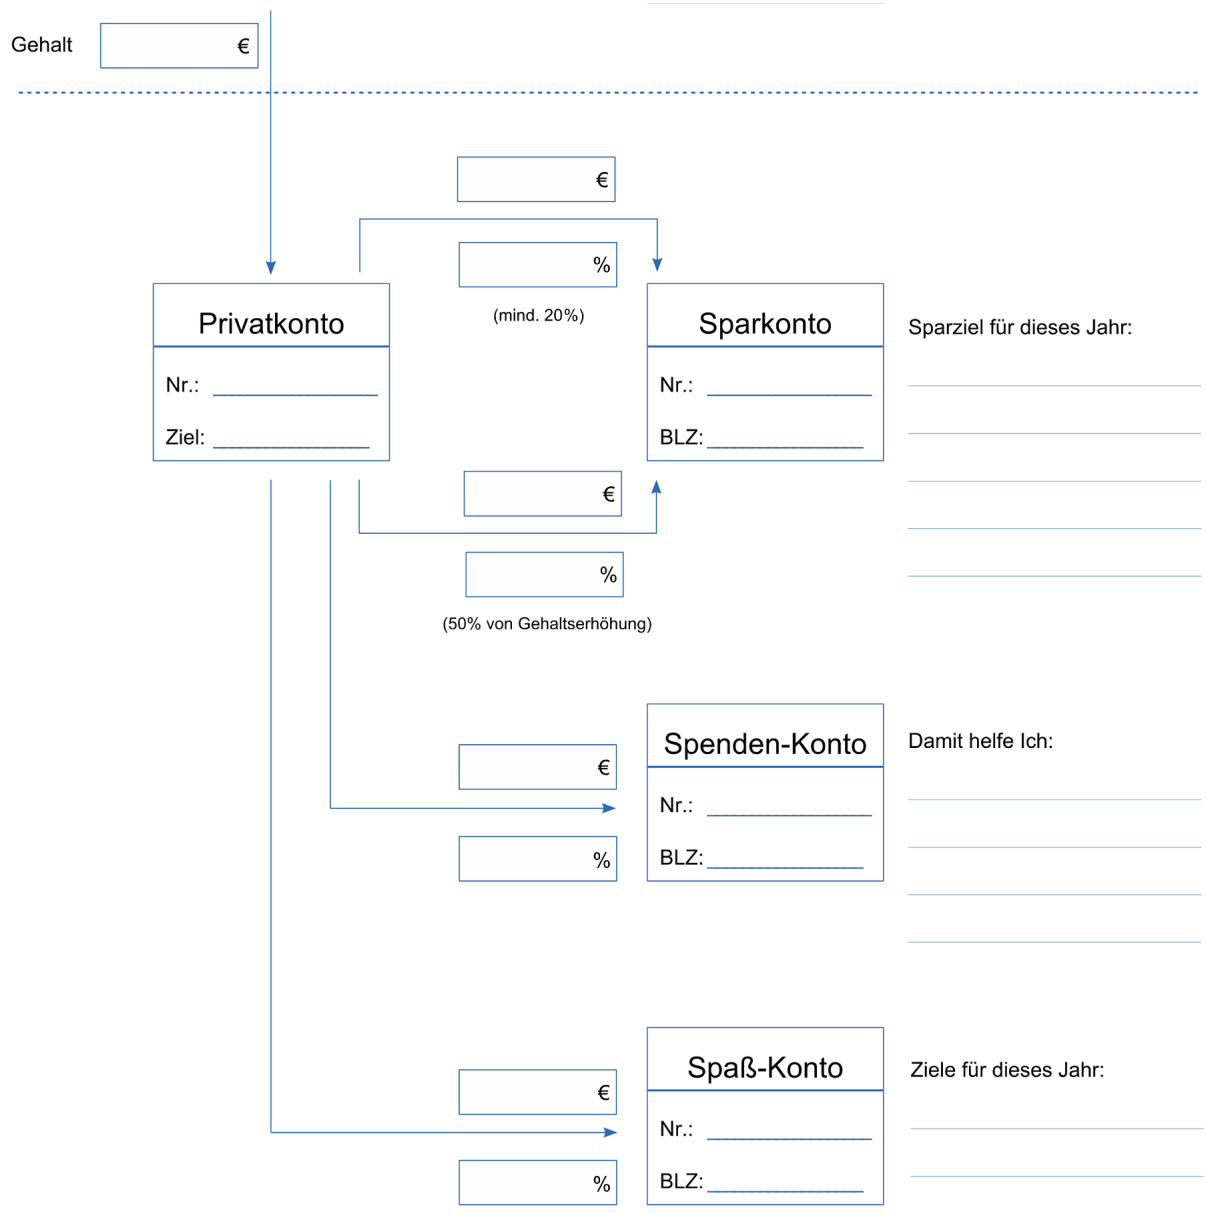 Gehalt €
€
%
(mind. 20%)
Privatkonto
Nr.:
Ziel:
Sparkonto
Nr.:
BLZ:
Sparziel für dieses Jahr:
€
%
(50% von Gehaltserhöhung)
€
%
Spenden-Konto
Nr.:
BLZ:
Damit helfe Ich:
€
%
Spaß-Konto
Nr.:
BLZ:
Ziele für dieses Jahr: